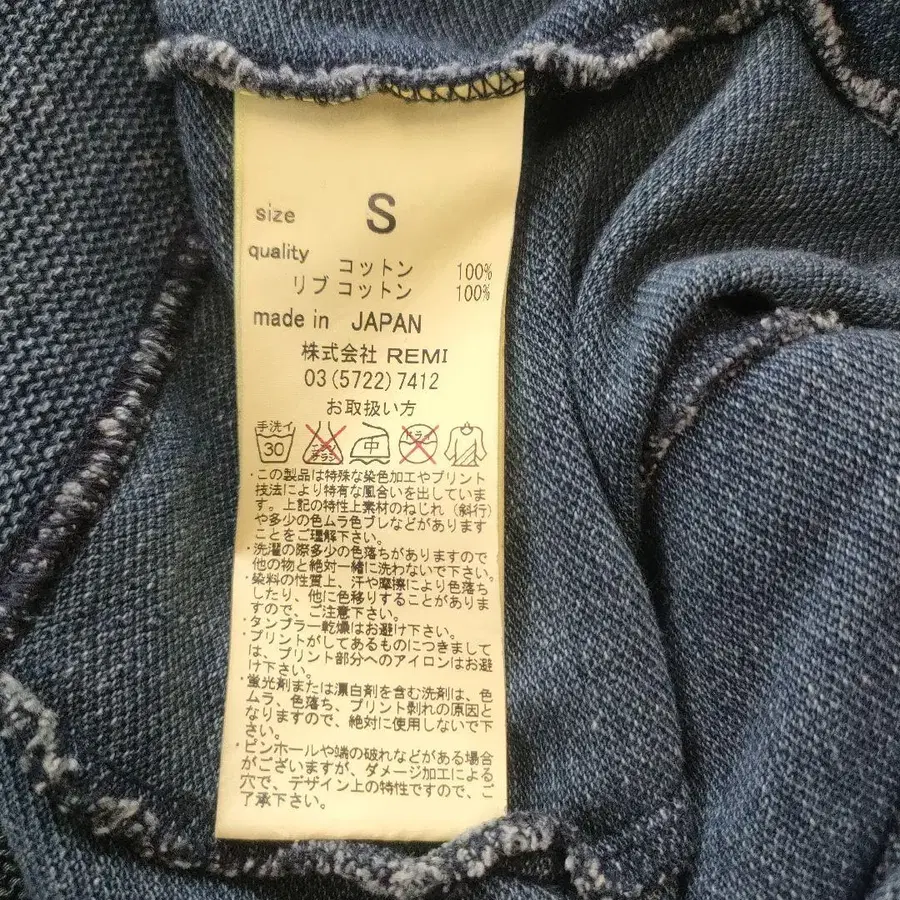 size S
quality
コットン 100%
リブ コットン 100%
made in JAPAN
株式会社 REMI
03(5722)7412
お取扱い方
手洗イ 30 エンソ サラシ 中 ドライ
・この製品は特殊な染色加工やプリント
技法により特有な風合いを出していま
す。上記の特性上素材のねじれ(斜行)
や多少の色ムラ色ブレなどがあります
ことをご理解下さい。
・洗濯の際多少の色落ちがありますので
他の物と絶対一緒に洗わないで下さい。
・染料の性質上、汗や摩擦により色落ち
したり、他に色移りすることがありま
すので、ご注意下さい。
・タンブラー乾燥はお避け下さい。
・プリントがしてあるものにつきまして
は、プリント部分へのアイロンはお避
け下さい。
・蛍光剤または漂白剤を含む洗剤は、色
ムラ、色落ち、プリント剥れの原因と
なりますので、絶対に使用しないで下
さい。
・ピンホールや端の破れなどがある場合
がございますが、ダメージ加工による
穴で、デザイン上の特性ですので、ご
了承下さい。